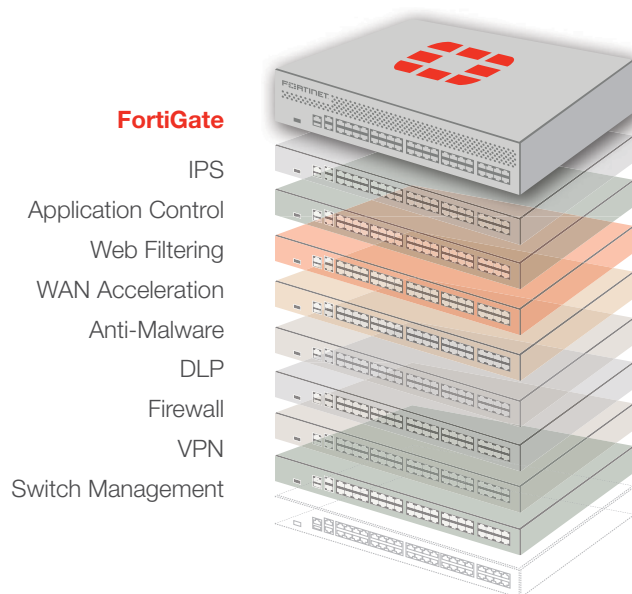 FORTINET
FortiGate
IPS
Application Control
Web Filtering
WAN Acceleration
Anti-Malware
DLP
Firewall
VPN
Switch Management